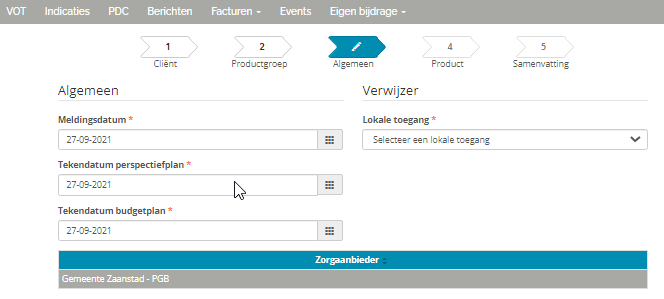 VOT Indicaties PDC Berichten Facturen Events Eigen bijdrage
1 2 4 5
Cliënt Productgroep Algemeen Product Samenvatting
Algemeen Verwijzer
Meldingsdatum * Lokale toegang *
27-09-2021 Selecteer een lokale toegang
Tekendatum perspectiefplan *
27-09-2021
Tekendatum budgetplan *
27-09-2021
Zorgaanbieder
Gemeente Zaanstad - PGB